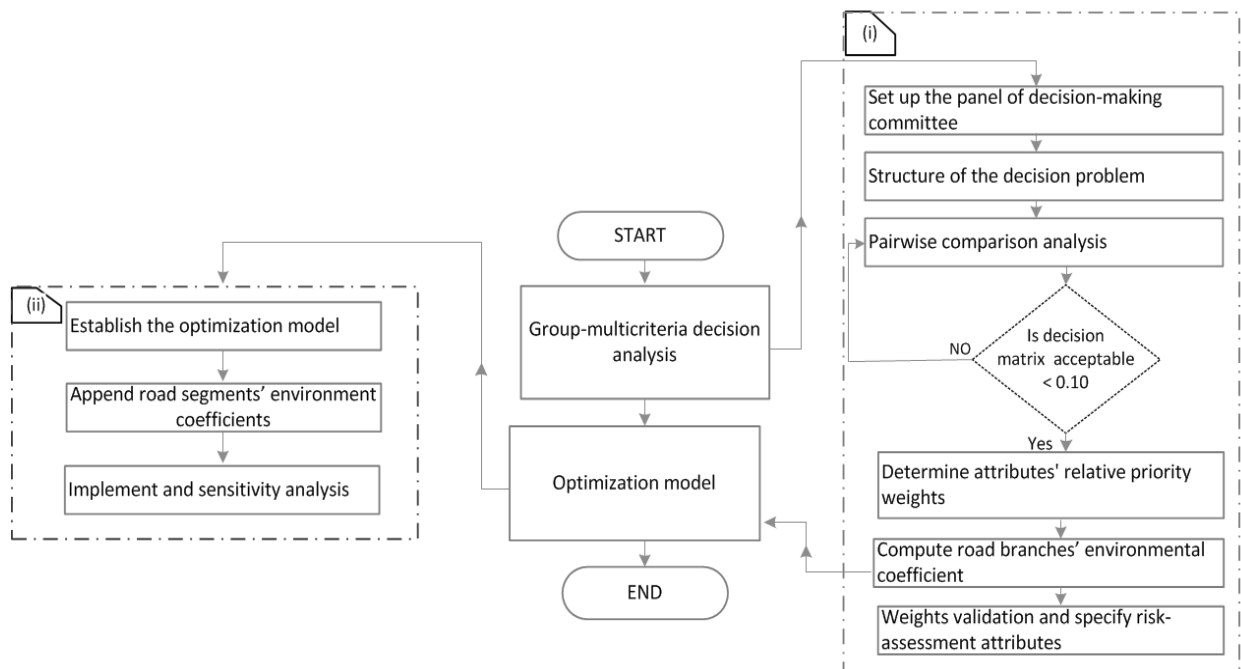 (i)
Set up the panel of decision-making
committee
Structure of the decision problem
Pairwise comparison analysis
Is decision
matrix acceptable
< 0.10
NO
Yes
Determine attributes' relative priority
weights
Compute road branches’ environmental
coefficient
Weights validation and specify risk-
assessment attributes
START
Group-multicriteria decision
analysis
Optimization model
END
(ii)
Establish the optimization model
Append road segments’ environment
coefficients
Implement and sensitivity analysis